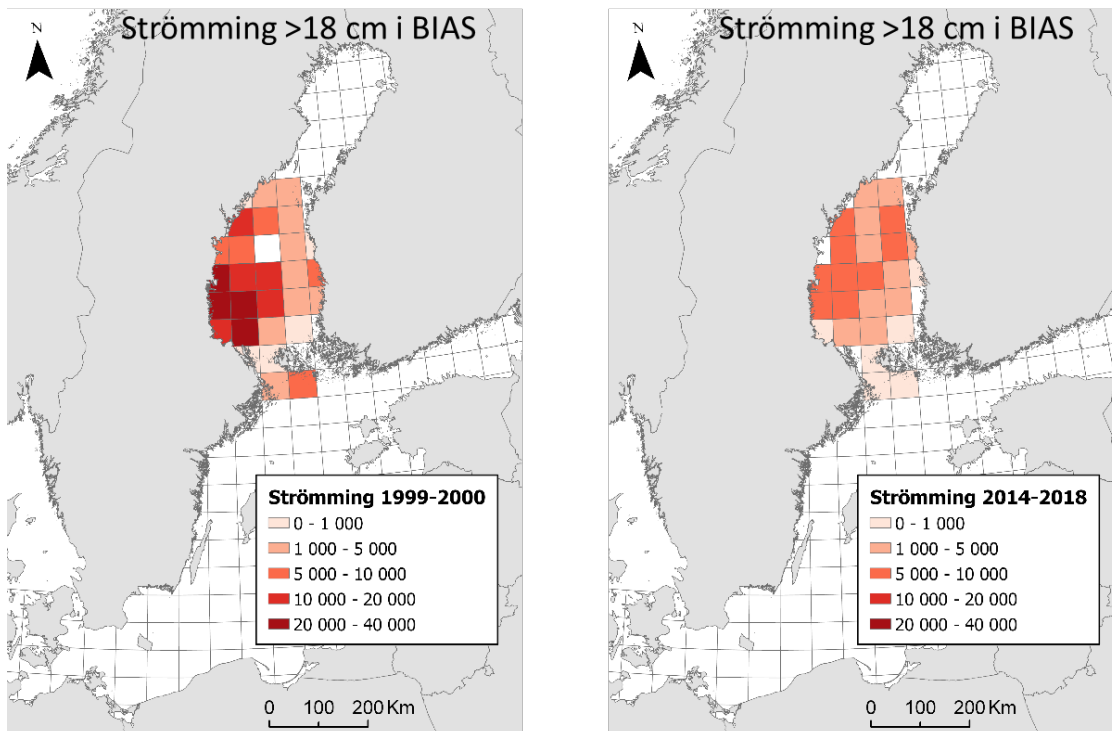 Strömming >18 cm i BIAS
N
Strömming 1999-2000
0 - 1 000
1 000 - 5 000
5 000 - 10 000
10 000 - 20 000
20 000 - 40 000
0 100 200 Km
Strömming >18 cm i BIAS
N
Strömming 2014-2018
0 - 1 000
1 000 - 5 000
5 000 - 10 000
10 000 - 20 000
20 000 - 40 000
0 100 200 Km